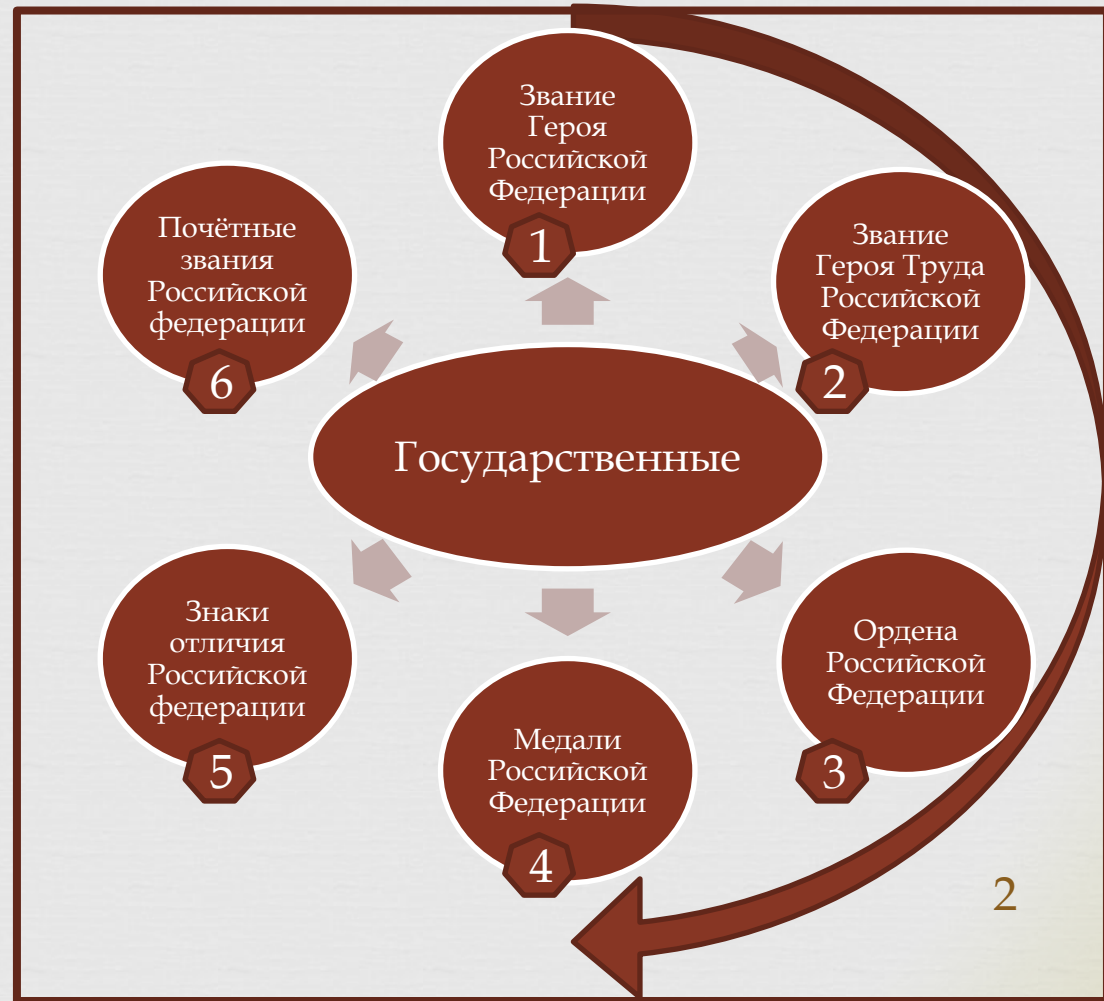 Звание
Героя
Российской
Федерации
1
Звание
Героя Труда
Российской
Федерации
2
Ордена
Российской
Федерации
3
Медали
Российской
Федерации
4
Знаки
отличия
Российской
федерации
5
Почётные
звания
Российской
федерации
6
Государственные
2